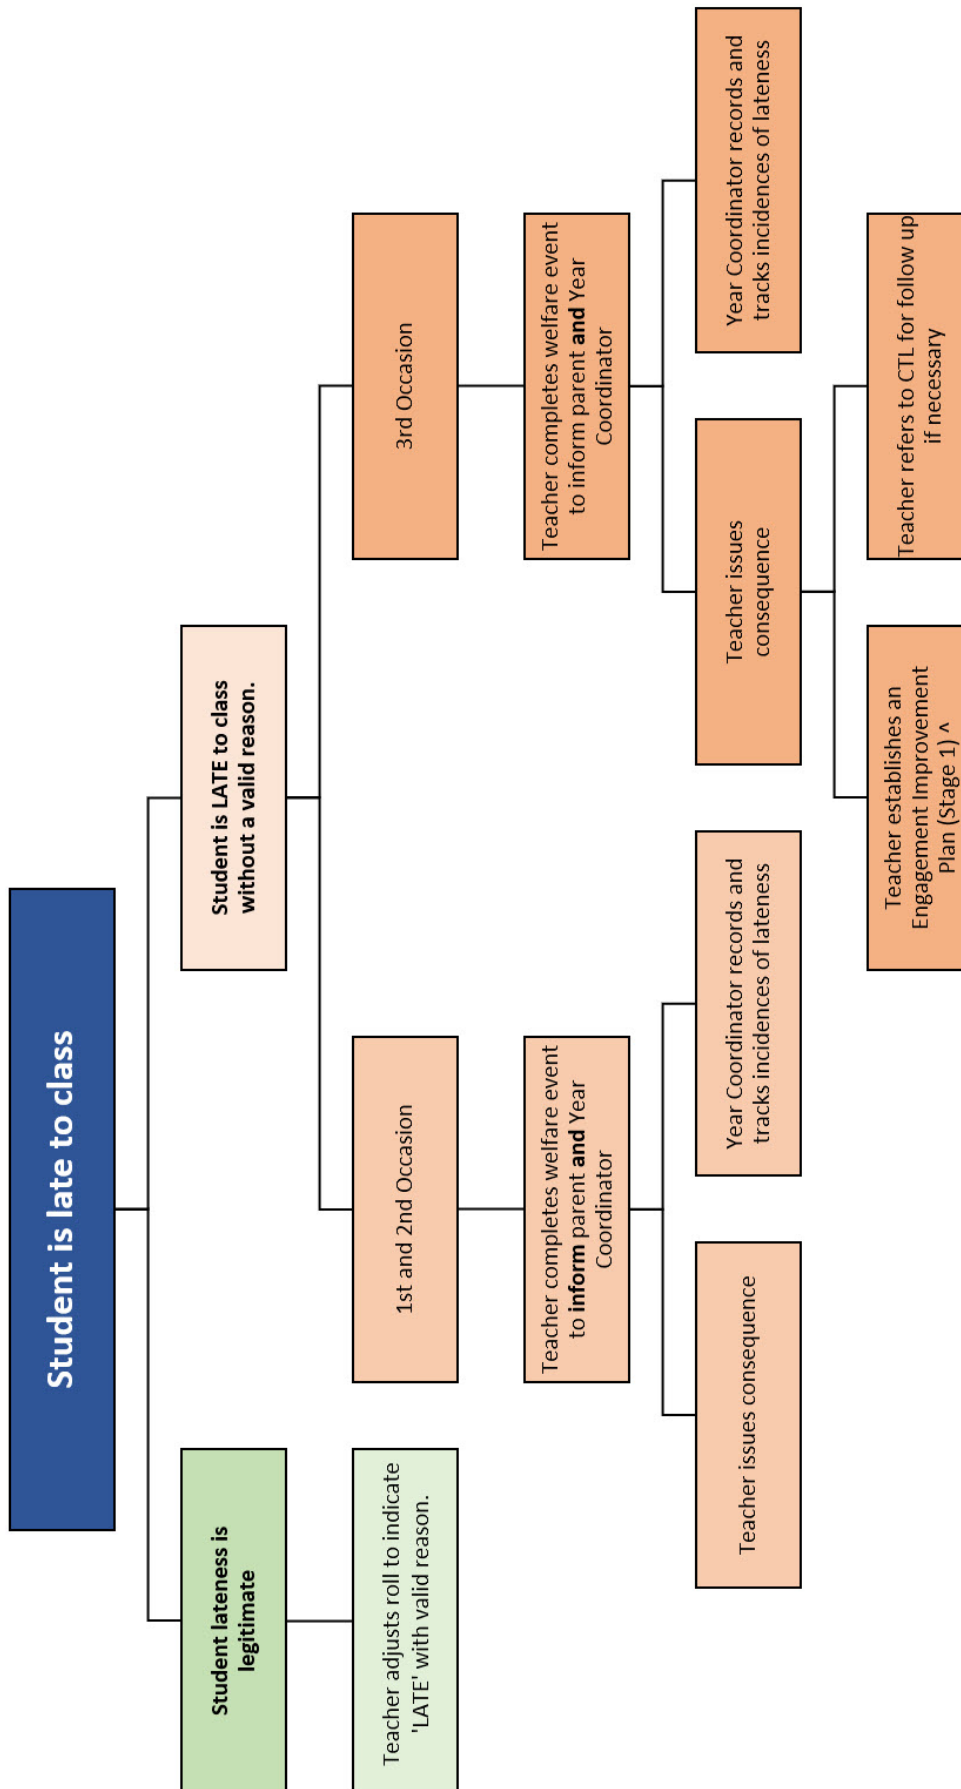 Student is late to class
Student lateness is
legitimate
Student is LATE to class
without a valid reason.
Teacher adjusts roll to indicate
'LATE' with valid reason.
1st and 2nd Occasion
3rd Occasion
Teacher completes welfare event
to inform parent and Year
Coordinator
Teacher completes welfare event
to inform parent and Year
Coordinator
Teacher issues consequence
Year Coordinator records and
tracks incidences of lateness
Teacher issues
consequence
Year Coordinator records and
tracks incidences of lateness
Teacher establishes an
Engagement Improvement
Plan (Stage 1) ^
Teacher refers to CTL for follow up
if necessary